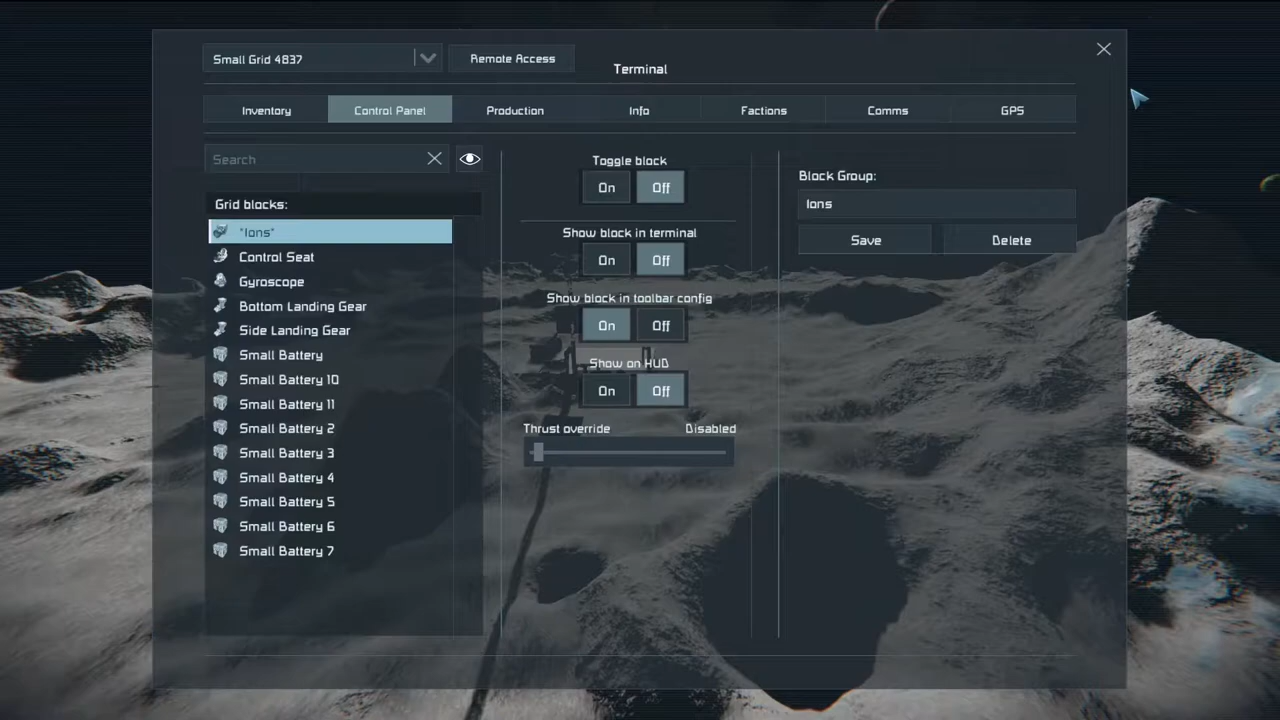 Small Grid 4837
Remote Access
Terminal
Inventory
Control Panel
Production
Info
Factions
Comms
GPS
Search
Grid blocks:
"Ions"
Control Seat
Gyroscope
Bottom Landing Gear
Side Landing Gear
Small Battery
Small Battery 10
Small Battery 11
Small Battery 2
Small Battery 3
Small Battery 4
Small Battery 5
Small Battery 6
Small Battery 7
Toggle block
On Off
Show block in terminal
On Off
Show block in toolbar config
On Off
Show on HUD
On Off
Thrust override Disabled
Block Group:
Ions
Save Delete